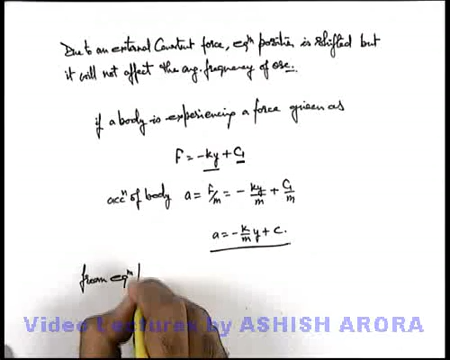 Due to an external Constant force, eqm position is shifted but
it will not affect the ang. frequency of osc.
if a body is experiencing a force given as
F = -ky + C₁
accn of body a = F/m = - ky/m + C₁/m
a = - k/m y + C.
from eqn
Video Lectures by ASHISH ARORA